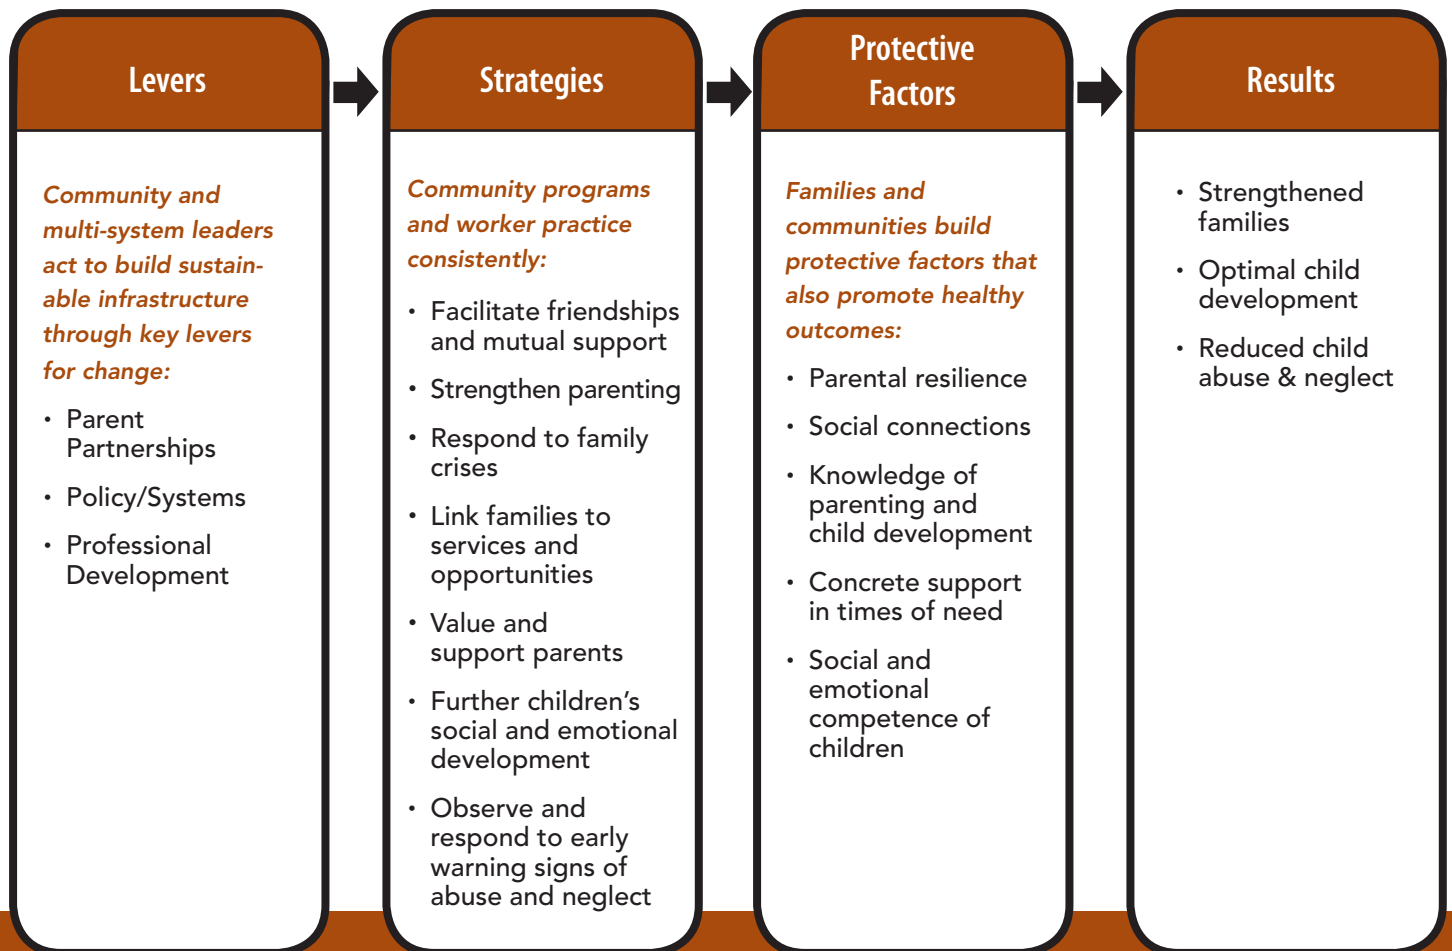 Levers
Community and
multi-system leaders
act to build sustain-
able infrastructure
through key levers
for change:
• Parent
Partnerships
• Policy/Systems
• Professional
Development
Strategies
Community programs
and worker practice
consistently:
• Facilitate friendships
and mutual support
• Strengthen parenting
• Respond to family
crises
• Link families to
services and
opportunities
• Value and
support parents
• Further children’s
social and emotional
development
• Observe and
respond to early
warning signs of
abuse and neglect
Protective
Factors
Families and
communities build
protective factors that
also promote healthy
outcomes:
• Parental resilience
• Social connections
• Knowledge of
parenting and
child development
• Concrete support
in times of need
• Social and
emotional
competence of
children
Results
• Strengthened
families
• Optimal child
development
• Reduced child
abuse & neglect